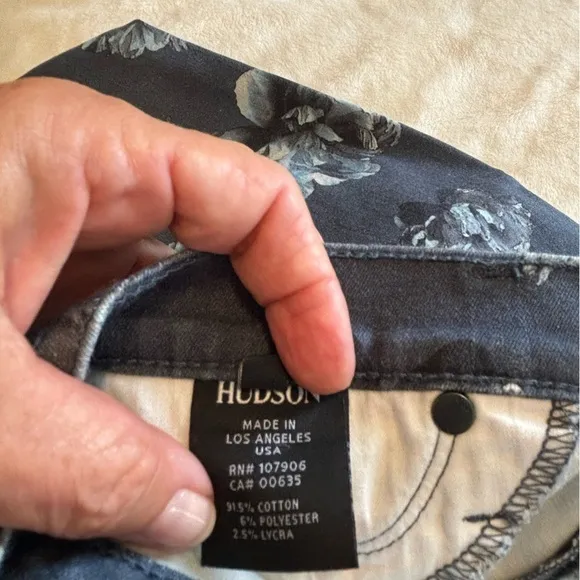 HUDSON
MADE IN
LOS ANGELES
USA
RN# 107906
CA# 00635
91.5% COTTON
6% POLYESTER
2.5% LYCRA